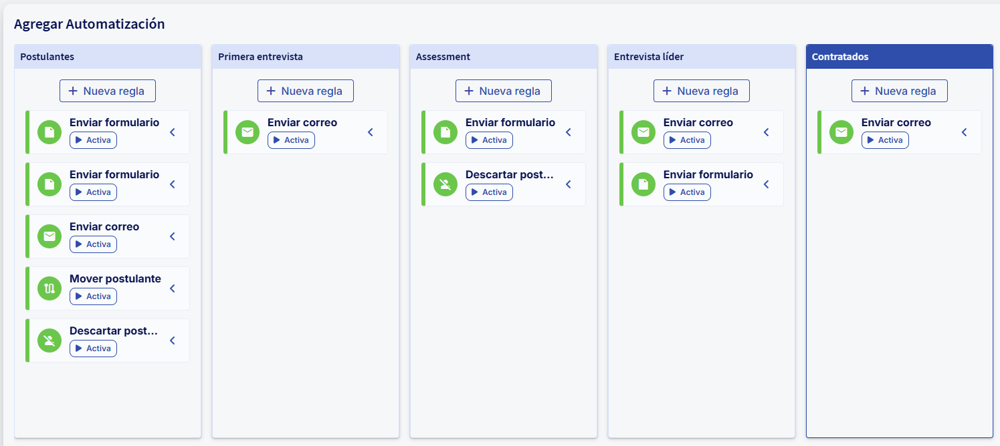 Agregar Automatización
Postulantes
+ Nueva regla
Enviar formulario
Activa
Enviar formulario
Activa
Enviar correo
Activa
Mover postulante
Activa
Descartar post...
Activa
Primera entrevista
+ Nueva regla
Enviar correo
Activa
Assessment
+ Nueva regla
Enviar formulario
Activa
Descartar post...
Activa
Entrevista líder
+ Nueva regla
Enviar correo
Activa
Enviar formulario
Activa
Contratados
+ Nueva regla
Enviar correo
Activa